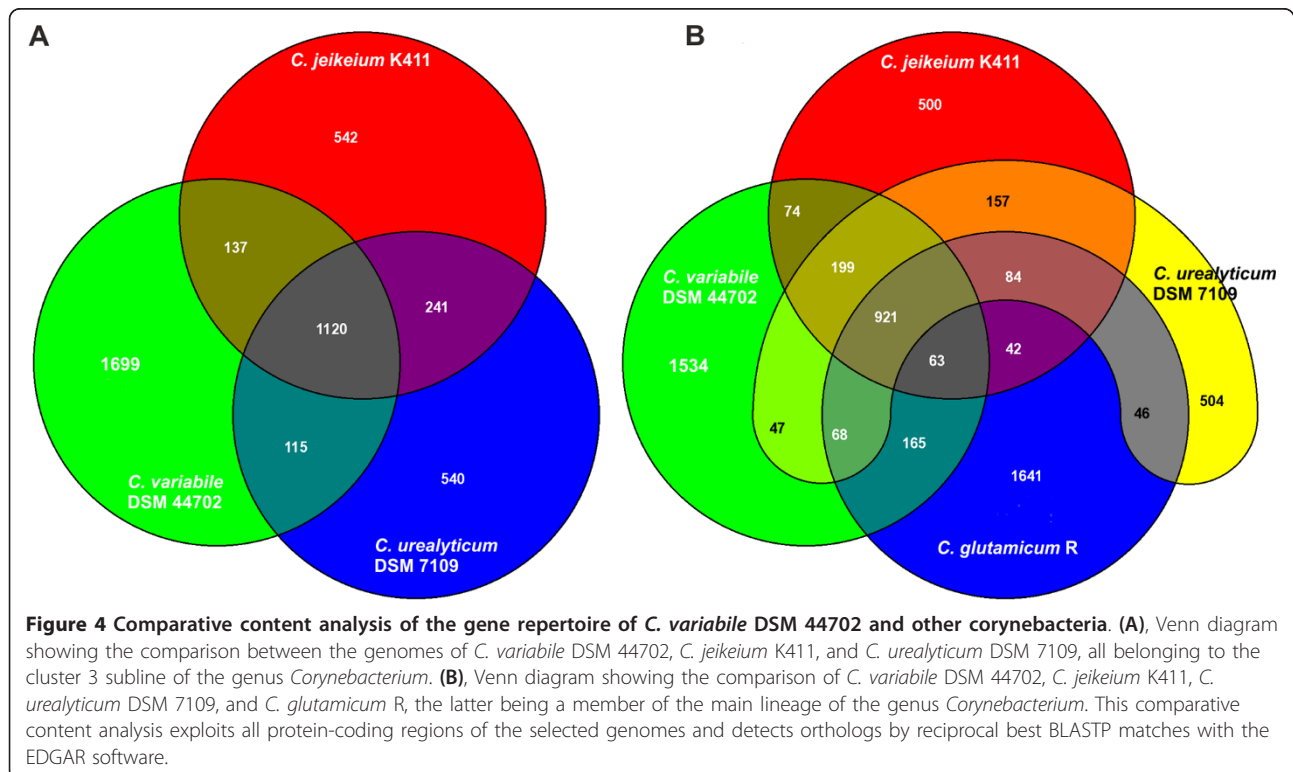 A
C. jeikeium K411
542
137
1120
241
1699
115
540
C. variabile
DSM 44702
C. urealyticum
DSM 7109
B
C. jeikeium K411
500
157
74
199
84
C. variabile
DSM 44702
C. urealyticum
DSM 7109
921
63
42
1534
504
46
47
68
165
1641
C. glutamicum R
Figure 4 Comparative content analysis of the gene repertoire of C. variabile DSM 44702 and other corynebacteria. (A), Venn diagram
showing the comparison between the genomes of C. variabile DSM 44702, C. jeikeium K411, and C. urealyticum DSM 7109, all belonging to the
cluster 3 subline of the genus Corynebacterium. (B), Venn diagram showing the comparison of C. variabile DSM 44702, C. jeikeium K411, C.
urealyticum DSM 7109, and C. glutamicum R, the latter being a member of the main lineage of the genus Corynebacterium. This comparative
content analysis exploits all protein-coding regions of the selected genomes and detects orthologs by reciprocal best BLASTP matches with the
EDGAR software.